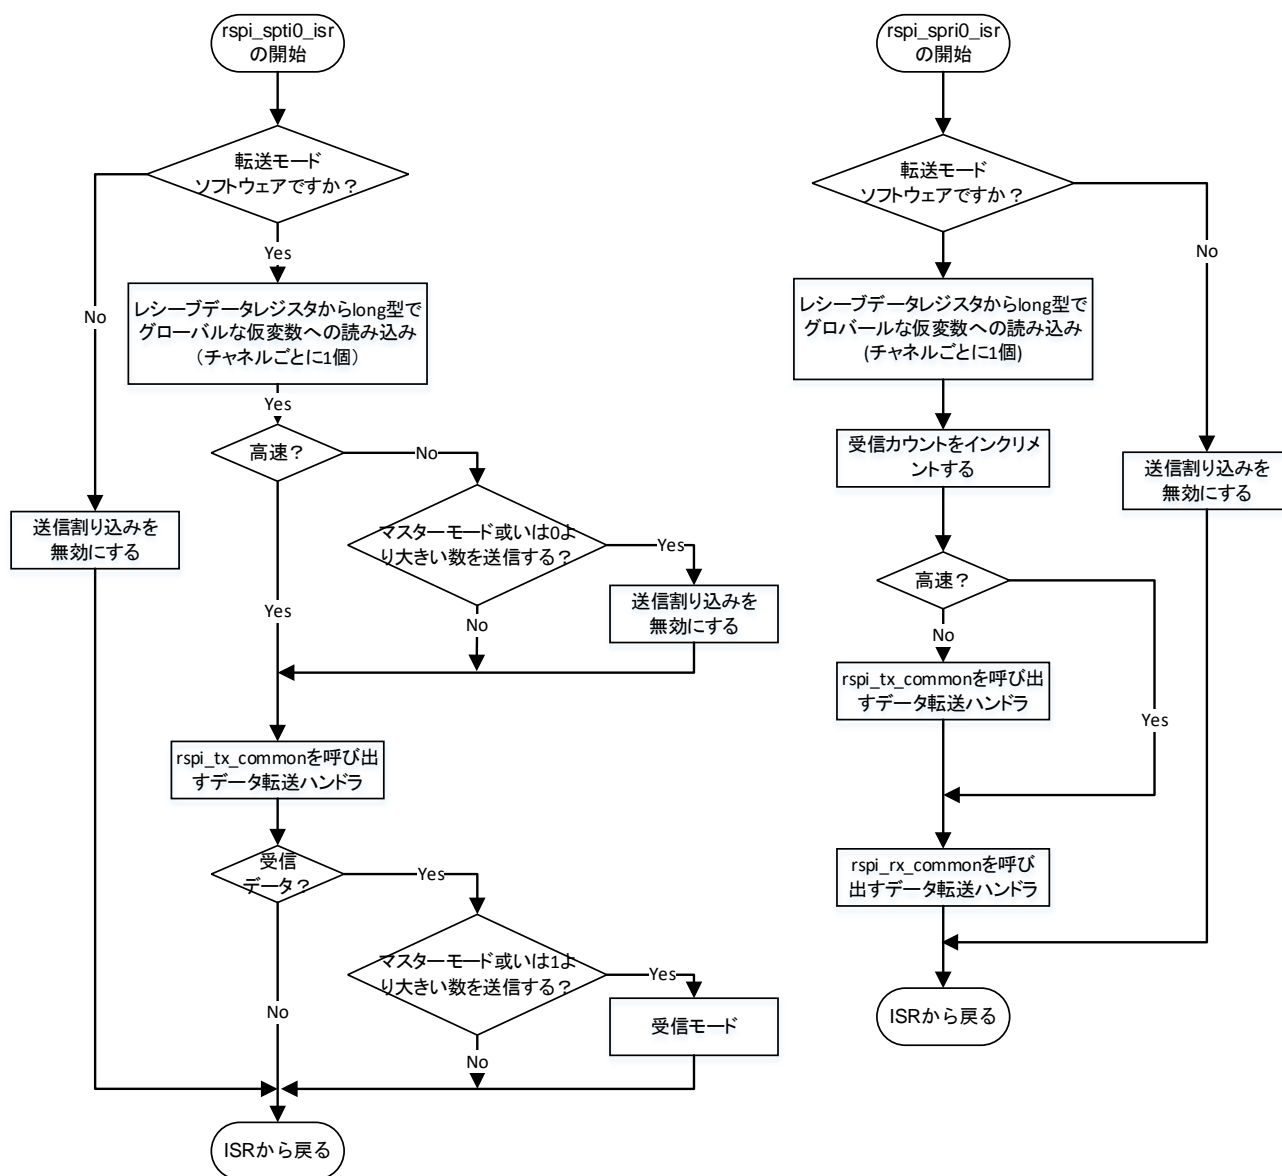 rspi_spti0_isr
の開始
転送モード
ソフトウェアですか？
Yes
No
レシーブデータレジスタからlong型で
グローバルな仮変数への読み込み
（チャネルごとに1個）
Yes
高速？
No
マスターモード或いは0よ
り大きい数を送信する？
Yes
送信割り込みを
無効にする
送信割り込みを
無効にする
Yes
No
rspi_tx_commonを呼び出
すデータ転送ハンドラ
受信
データ？
Yes
マスターモード或いは1よ
り大きい数を送信する？
Yes
受信モード
No
No
ISRから戻る
rspi_spri0_isr
の開始
転送モード
ソフトウェアですか？
No
レシーブデータレジスタからlong型で
グロバールな仮変数への読み込み
(チャネルごとに1個)
受信カウントをインクリメ
ントする
送信割り込みを
無効にする
高速？
No
rspi_tx_commonを呼び出
すデータ転送ハンドラ
Yes
rspi_rx_commonを呼び
出すデータ転送ハンドラ
ISRから戻る